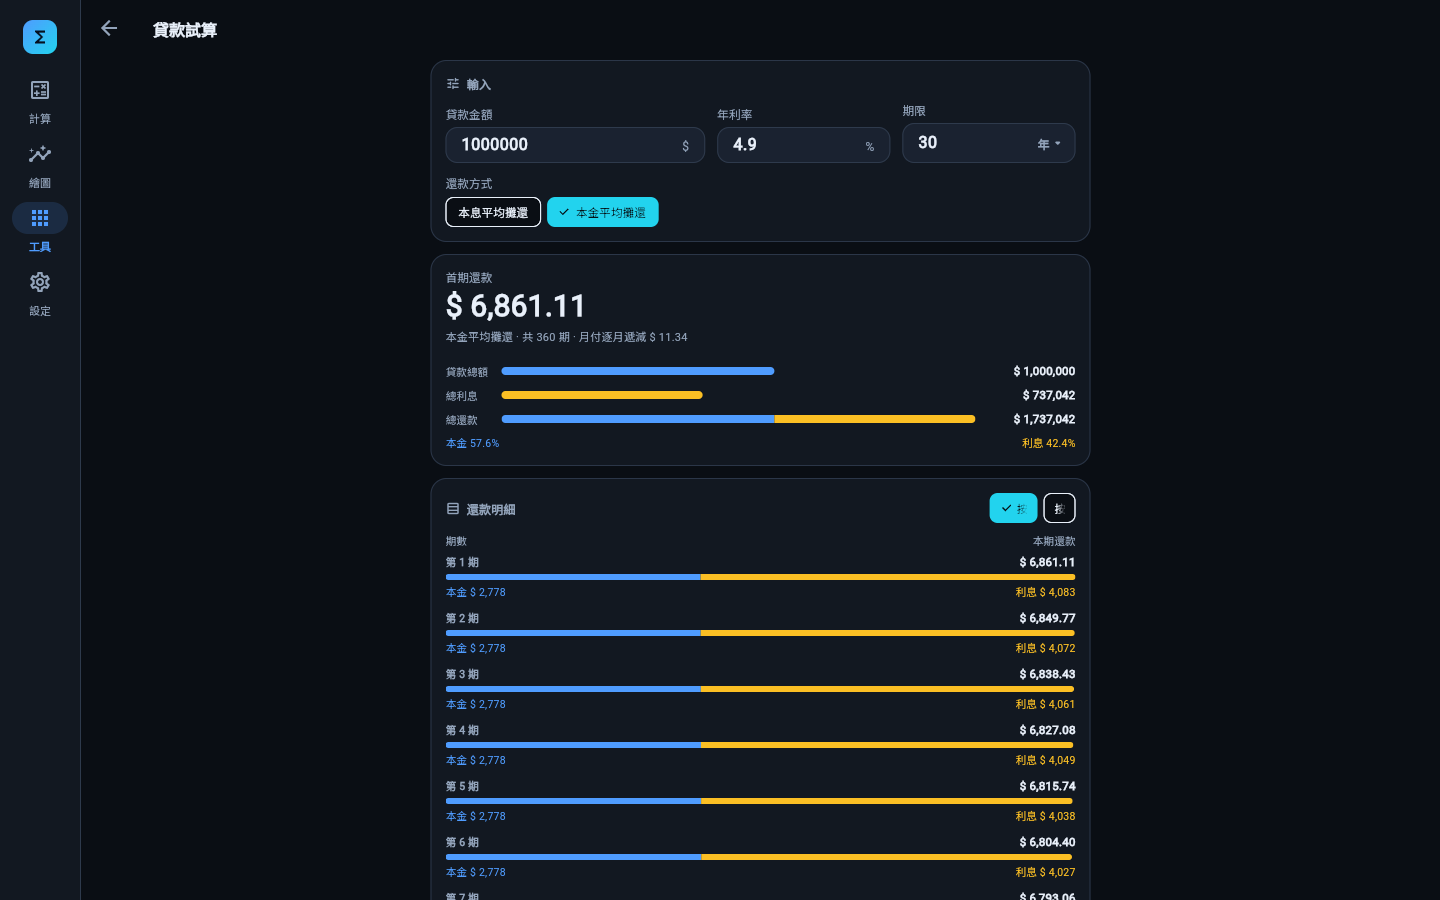 Σ
貸款試算
計算
繪圖
工具
設定
輸入
貸款金額 年利率 期限
1000000 $ 4.9 % 30 年
還款方式
本息平均攤還 本金平均攤還
首期還款
$ 6,861.11
本金平均攤還 · 共 360 期 · 月付逐月遞減 $ 11.34
貸款總額 $ 1,000,000
總利息 $ 737,042
總還款 $ 1,737,042
本金 57.6% 利息 42.4%
還款明細
期數 本期還款
第 1 期 $ 6,861.11
本金 $ 2,778 利息 $ 4,083
第 2 期 $ 6,849.77
本金 $ 2,778 利息 $ 4,072
第 3 期 $ 6,838.43
本金 $ 2,778 利息 $ 4,061
第 4 期 $ 6,827.08
本金 $ 2,778 利息 $ 4,049
第 5 期 $ 6,815.74
本金 $ 2,778 利息 $ 4,038
第 6 期 $ 6,804.40
本金 $ 2,778 利息 $ 4,027
第 7 期 $ 6,793.06